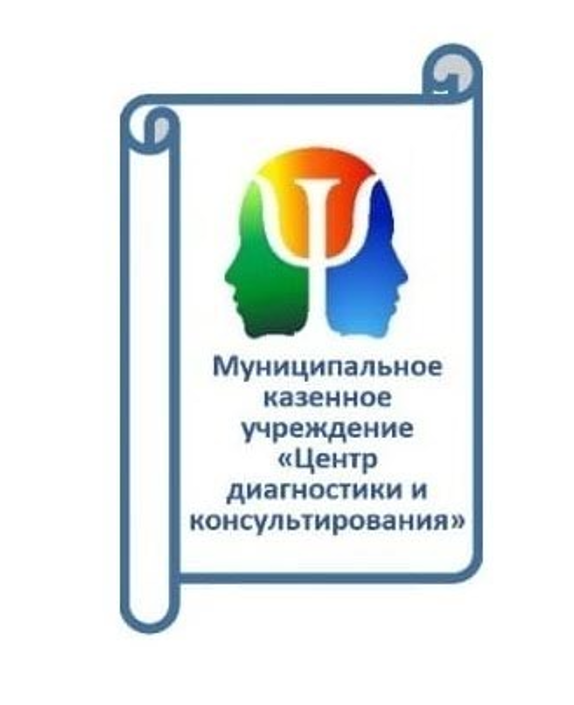 Муниципальное
казенное
учреждение
«Центр
диагностики и
консультирования»